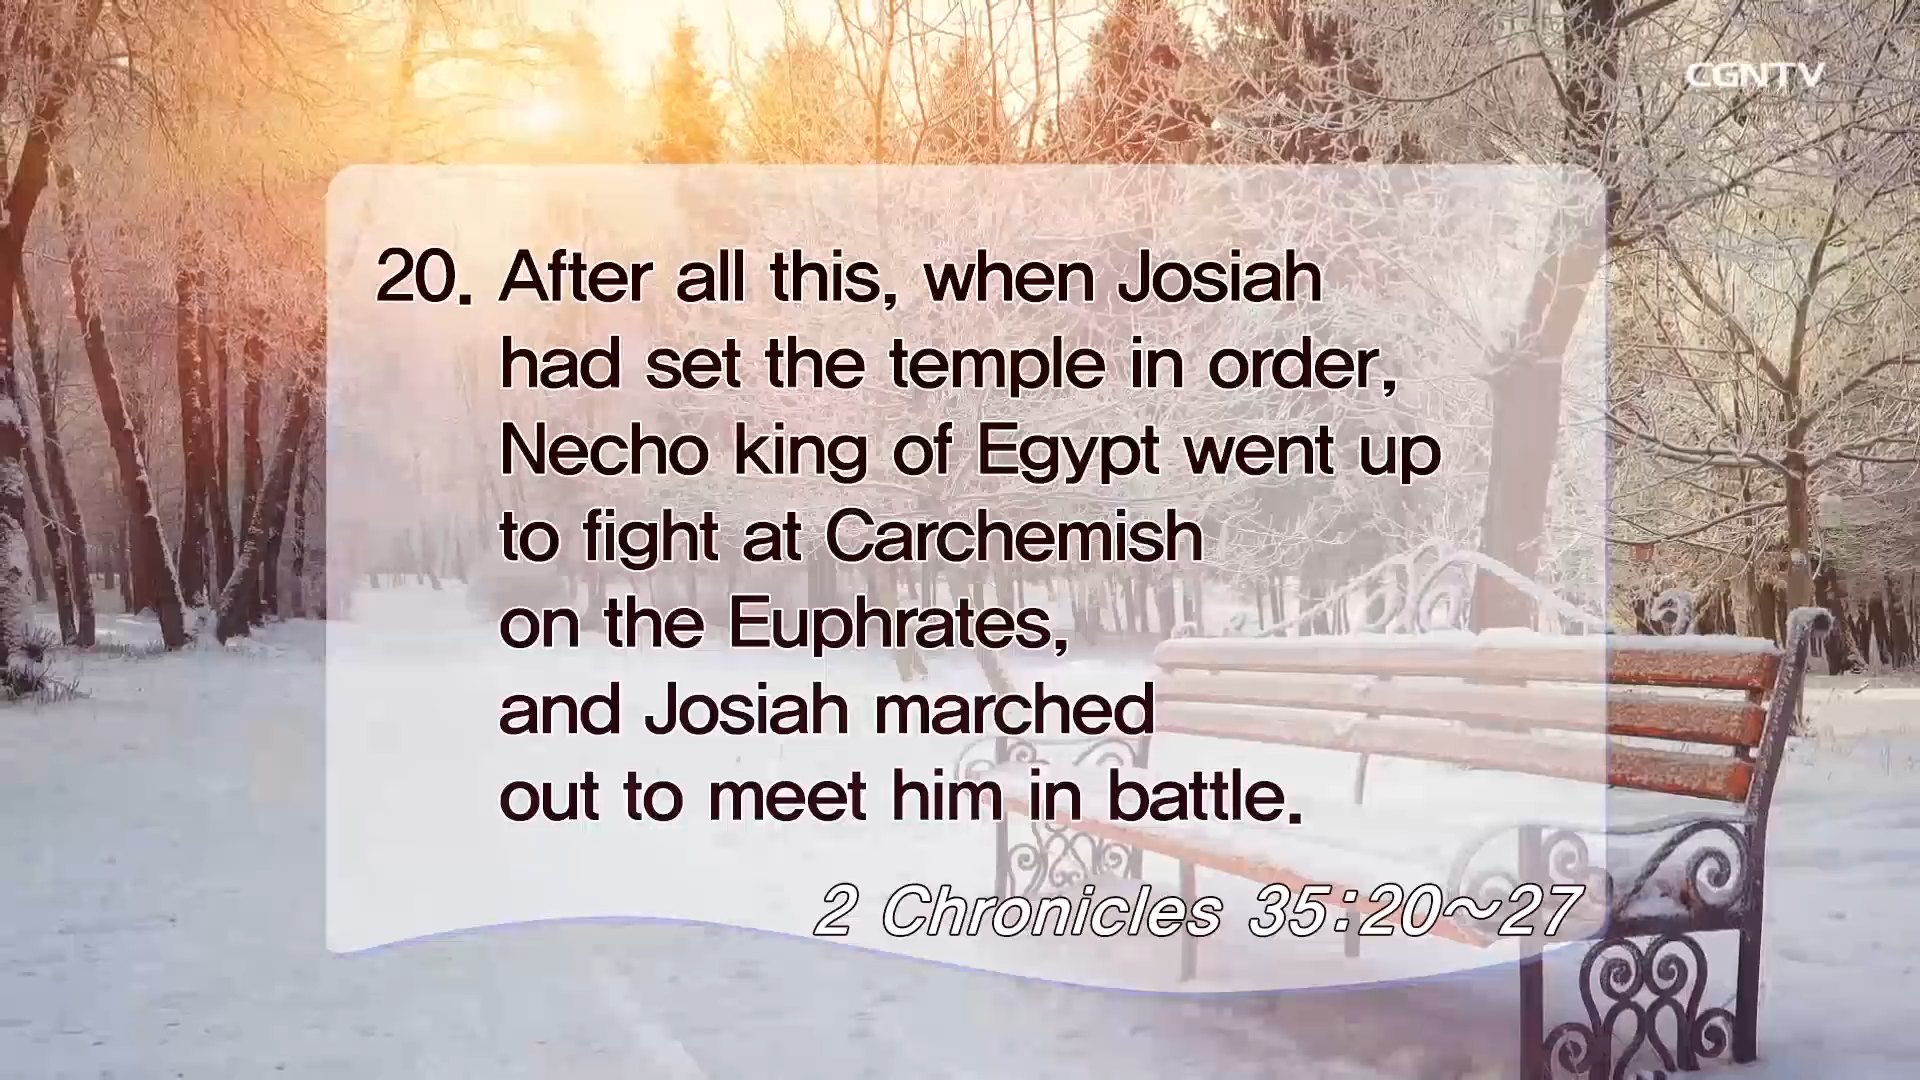 CGNTV
20. After all this, when Josiah
had set the temple in order,
Necho king of Egypt went up
to fight at Carchemish
on the Euphrates,
and Josiah marched
out to meet him in battle.
2 Chronicles 35:20~27